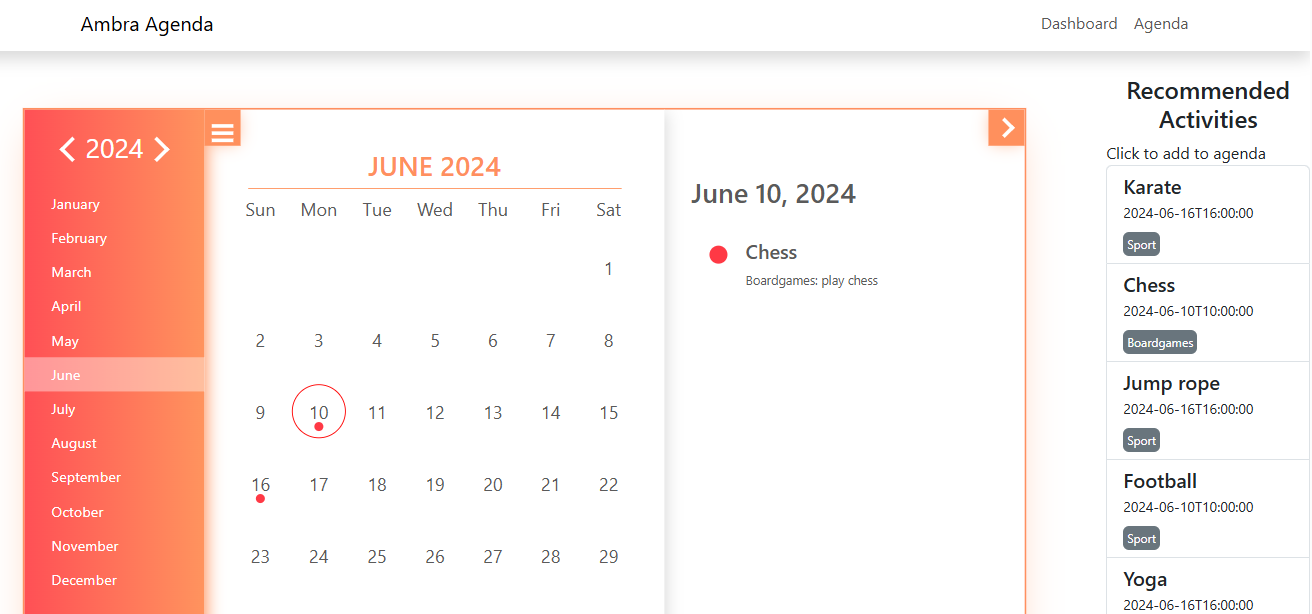 Ambra Agenda
Dashboard Agenda
2024
January
February
March
April
May
June
July
August
September
October
November
December
JUNE 2024
Sun Mon Tue Wed Thu Fri Sat
1
2 3 4 5 6 7 8
9 10 11 12 13 14 15
16 17 18 19 20 21 22
23 24 25 26 27 28 29
June 10, 2024
Chess
Boardgames: play chess
Recommended
Activities
Click to add to agenda
Karate
2024-06-16T16:00:00
Sport
Chess
2024-06-10T10:00:00
Boardgames
Jump rope
2024-06-16T16:00:00
Sport
Football
2024-06-10T10:00:00
Sport
Yoga
2024-06-16T16:00:00